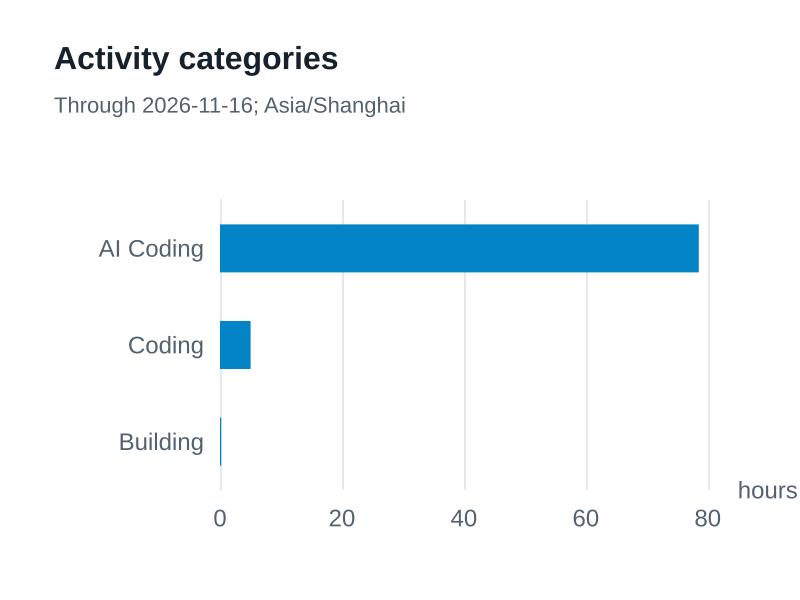 Activity categories
Through 2026-11-16; Asia/Shanghai
AI Coding
Coding
Building
hours
0 20 40 60 80